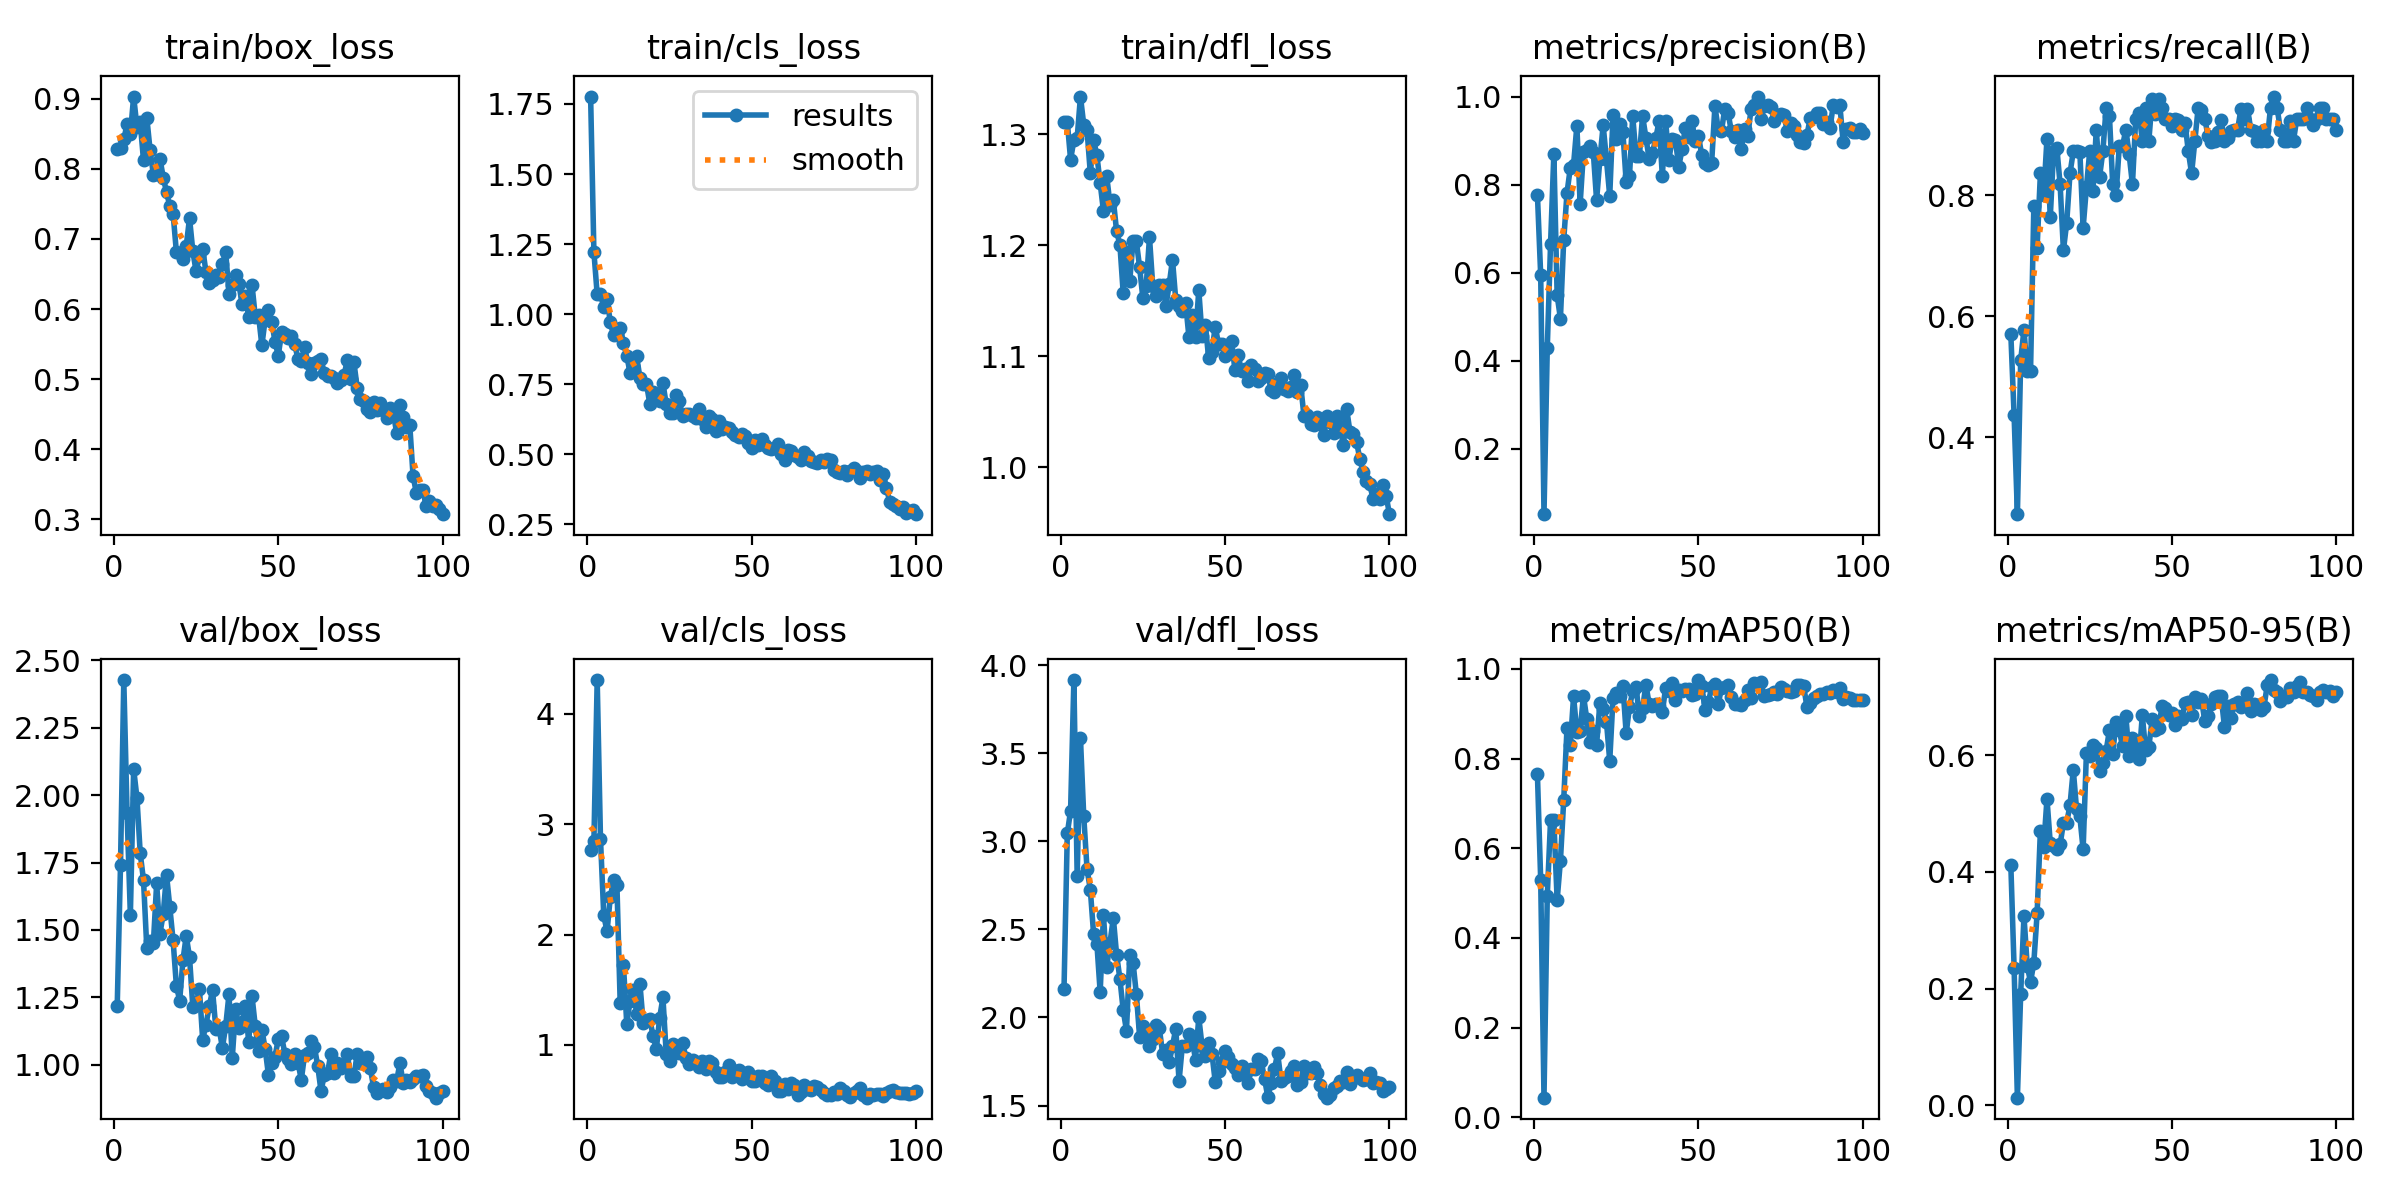 train/box_loss
0.9
0.8
0.7
0.6
0.5
0.4
0.3
0 50 100
train/cls_loss
results
smooth
1.75
1.50
1.25
1.00
0.75
0.50
0.25
0 50 100
train/dfl_loss
1.3
1.2
1.1
1.0
0 50 100
metrics/precision(B)
1.0
0.8
0.6
0.4
0.2
0 50 100
metrics/recall(B)
0.8
0.6
0.4
0 50 100
val/box_loss
2.50
2.25
2.00
1.75
1.50
1.25
1.00
0 50 100
val/cls_loss
4
3
2
1
0 50 100
val/dfl_loss
4.0
3.5
3.0
2.5
2.0
1.5
0 50 100
metrics/mAP50(B)
1.0
0.8
0.6
0.4
0.2
0.0
0 50 100
metrics/mAP50-95(B)
0.6
0.4
0.2
0.0
0 50 100